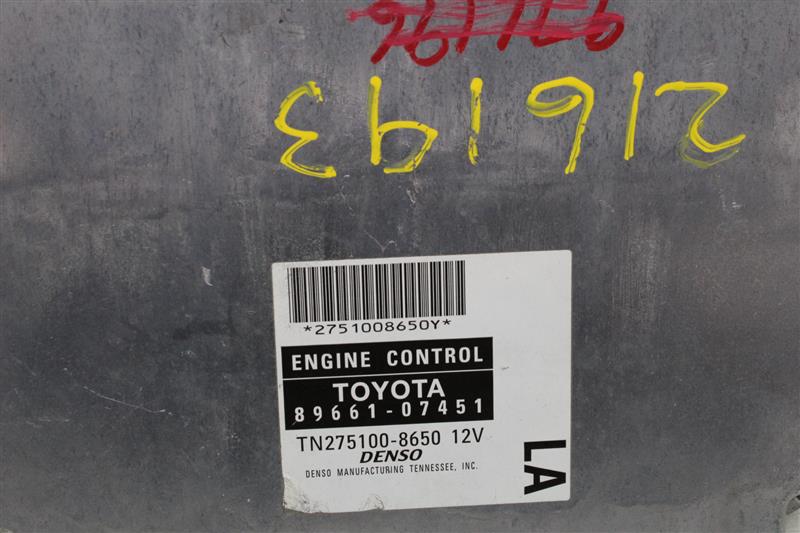 216193
*2751008650Y*
ENGINE CONTROL
TOYOTA
89661-07451
TN275100-8650 12V
DENSO
DENSO MANUFACTURING TENNESSEE, INC.
LA